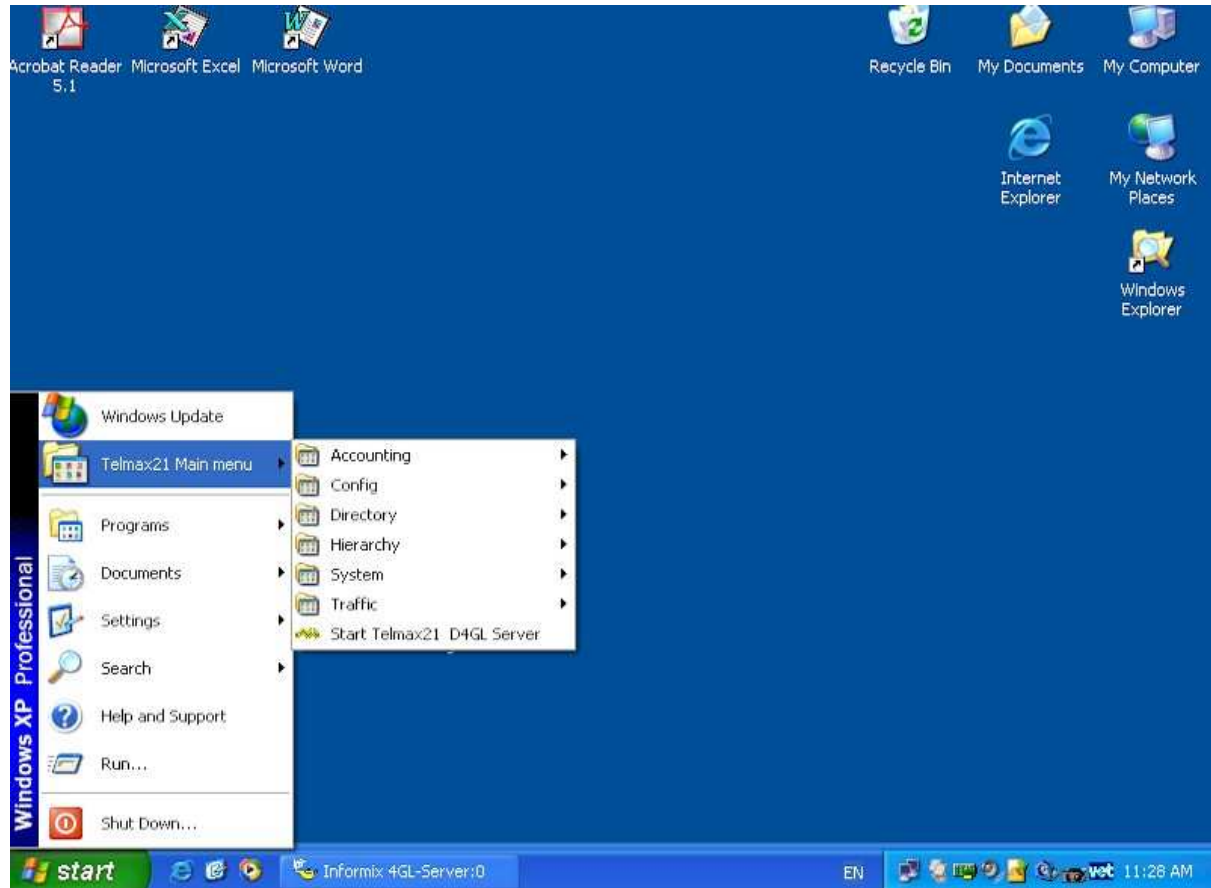 Acrobat Reader
5.1
Microsoft Excel
Microsoft Word
Recycle Bin
My Documents
My Computer
Internet
Explorer
My Network
Places
Windows
Explorer
Windows Update
Telmax21 Main menu
Programs
Documents
Settings
Search
Help and Support
Run...
Shut Down...
Windows XP Professional
Accounting
Config
Directory
Hierarchy
System
Traffic
Start Telmax21 D4GL Server
start
Informix 4GL-Server:0
EN
vet
11:28 AM